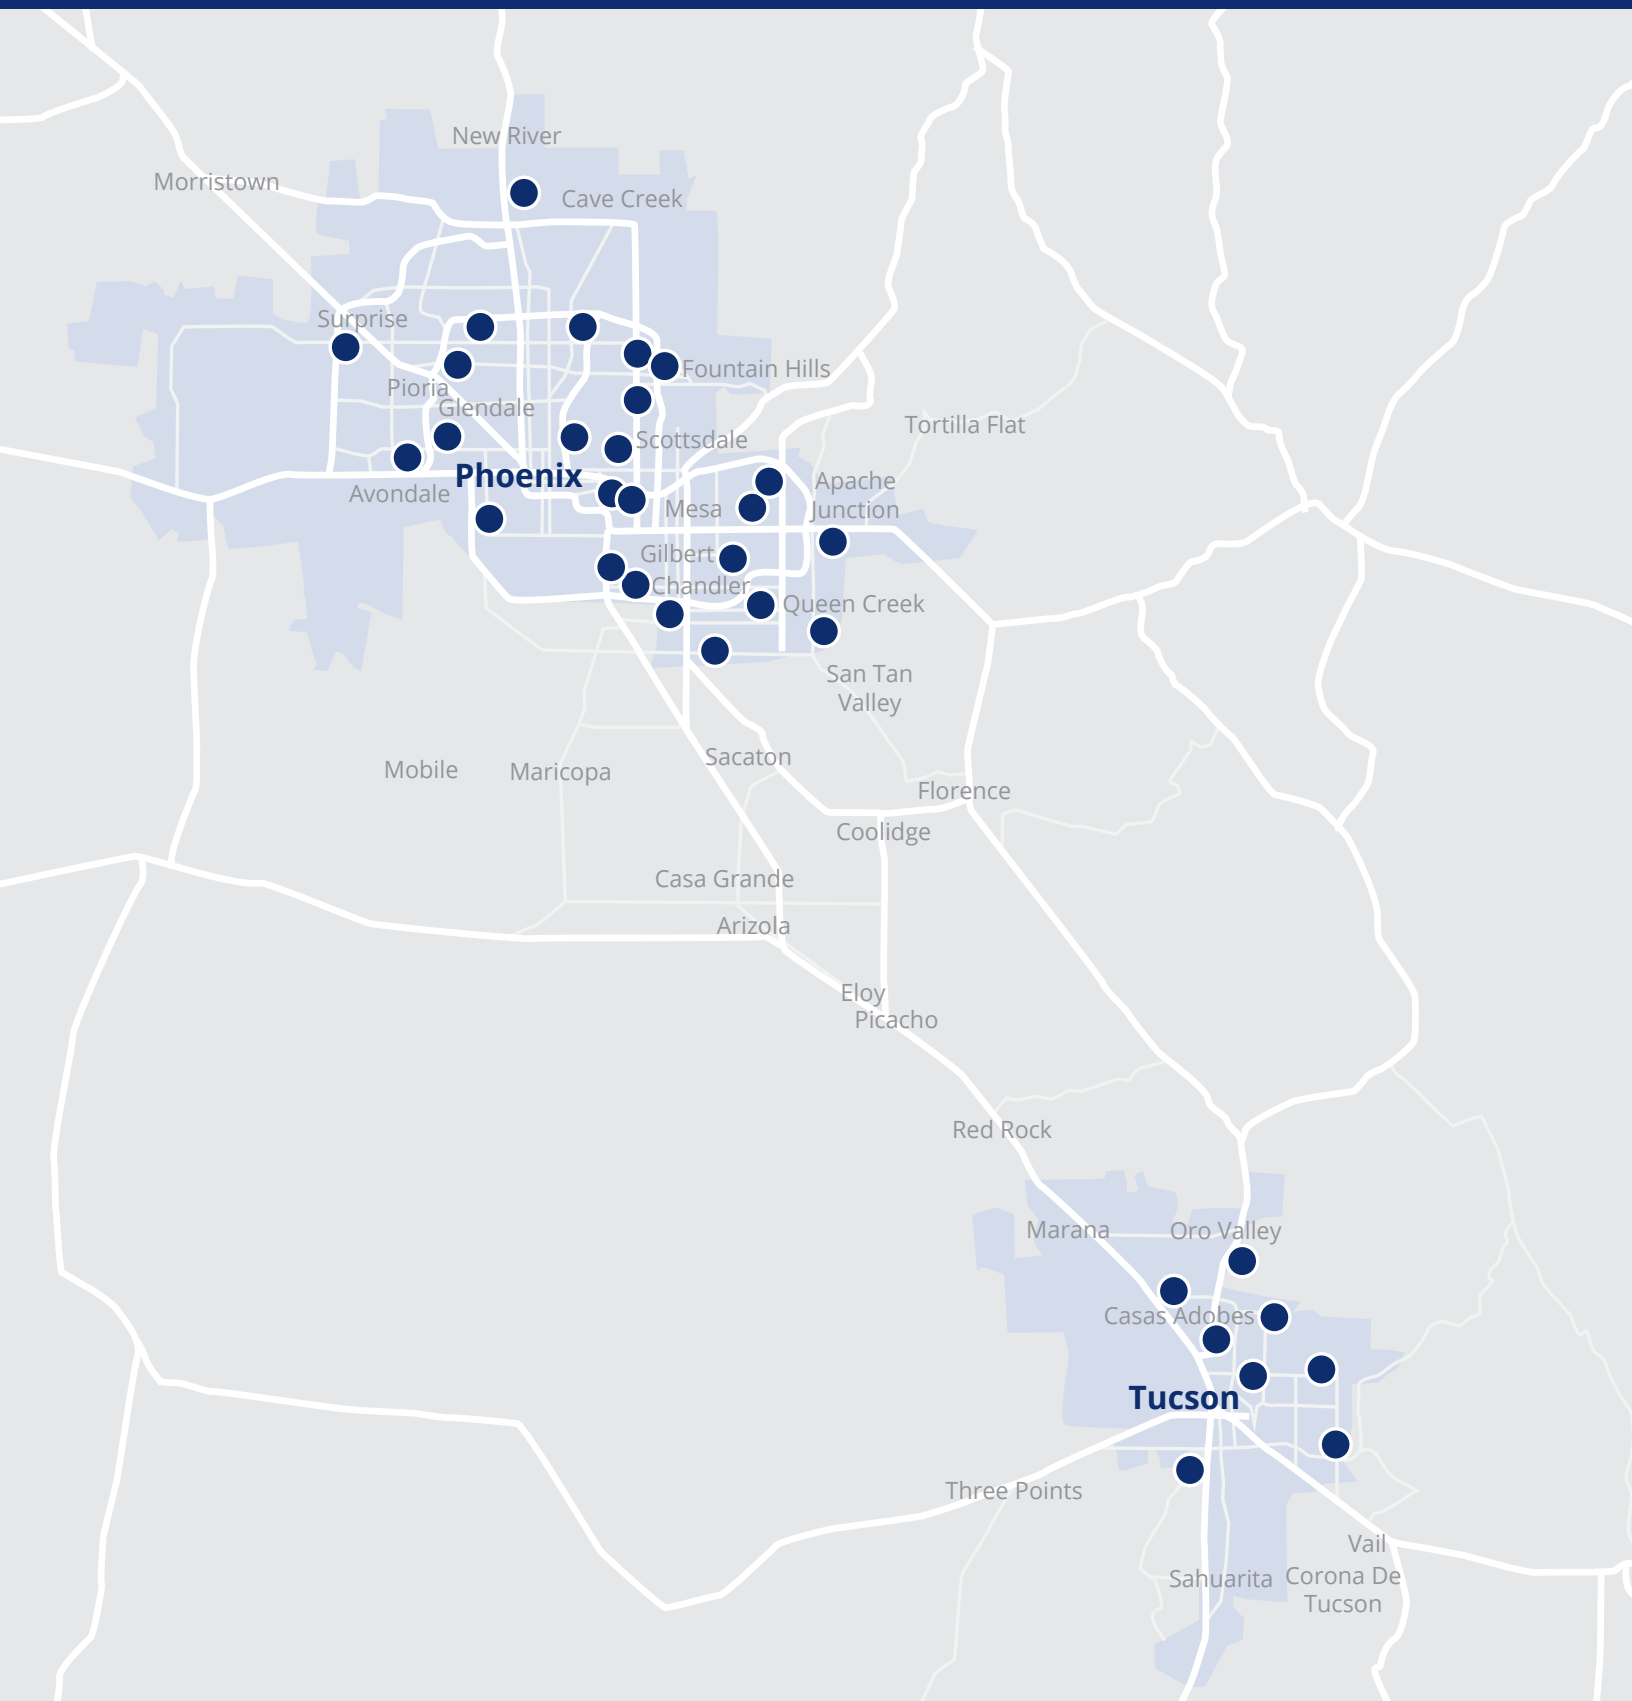 New River
Morristown
Cave Creek
Surprise
Fountain Hills
Pioria
Glendale
Tortilla Flat
Scottsdale
Phoenix
Apache
Junction
Avondale
Mesa
Gilbert
Chandler
Queen Creek
San Tan
Valley
Sacaton
Mobile
Maricopa
Florence
Coolidge
Casa Grande
Arizola
Eloy
Picacho
Red Rock
Marana
Oro Valley
Casas Adobes
Tucson
Three Points
Vail
Sahuarita
Corona De
Tucson